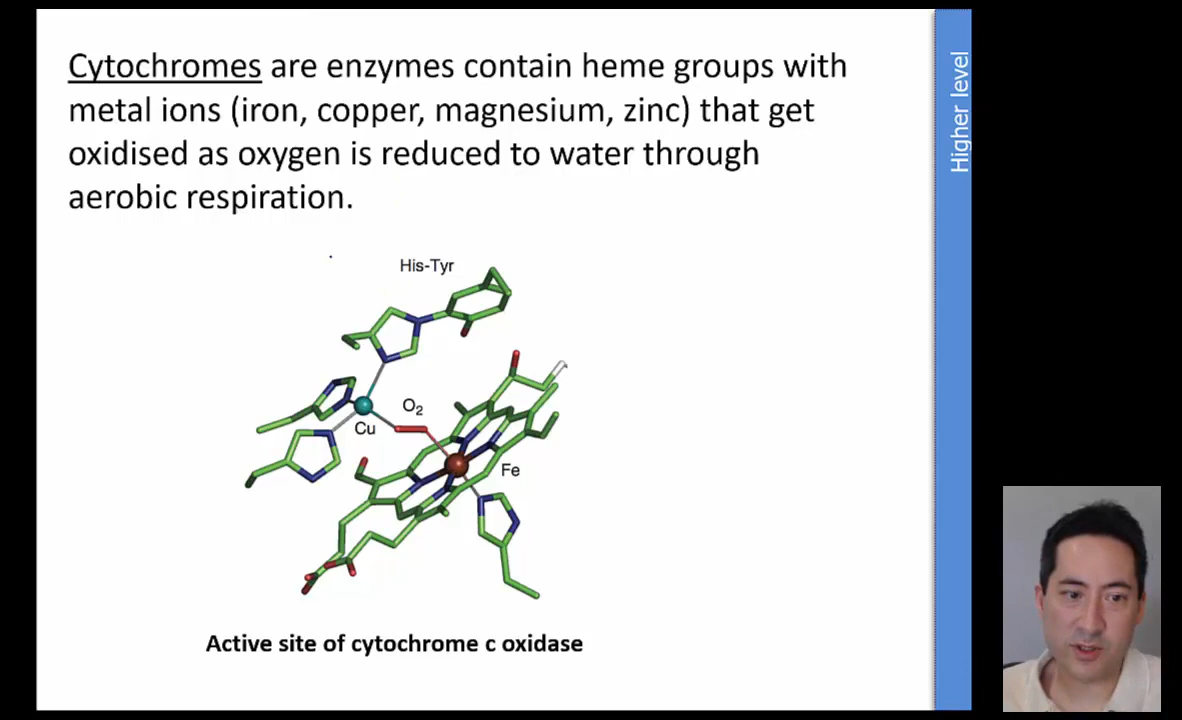 Cytochromes are enzymes contain heme groups with
metal ions (iron, copper, magnesium, zinc) that get
oxidised as oxygen is reduced to water through
aerobic respiration.
Higher level
His-Tyr
O₂
Cu
Fe
Active site of cytochrome c oxidase